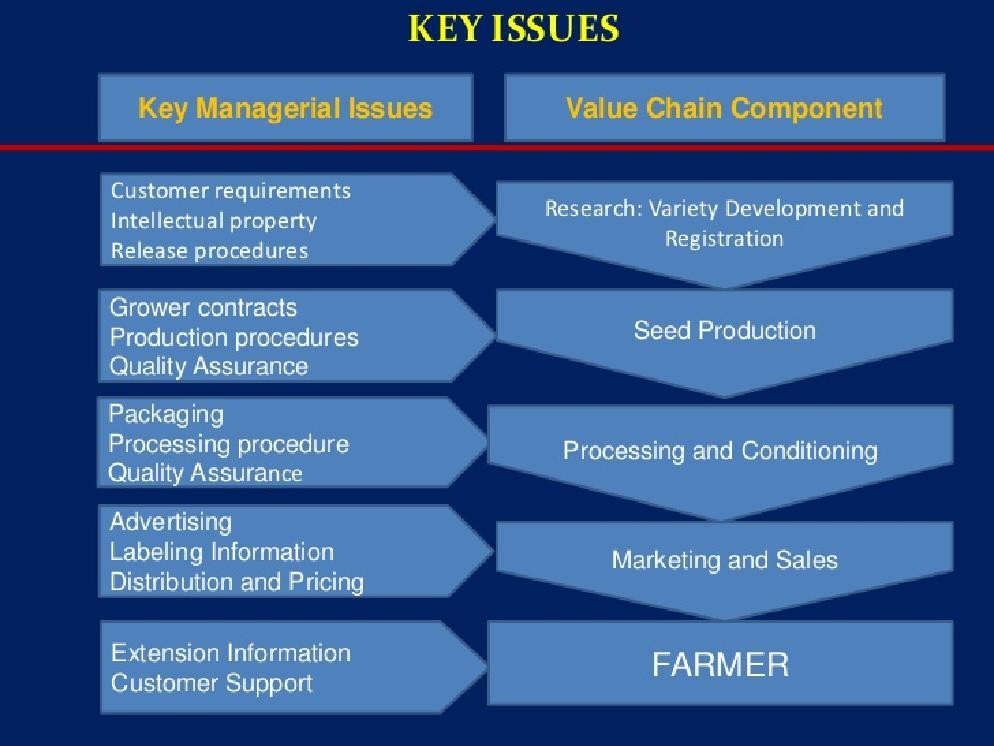 KEY ISSUES
Key Managerial Issues
Value Chain Component
Customer requirements
Intellectual property
Release procedures
Research: Variety Development and
Registration
Grower contracts
Production procedures
Quality Assurance
Seed Production
Packaging
Processing procedure
Quality Assurance
Processing and Conditioning
Advertising
Labeling Information
Distribution and Pricing
Marketing and Sales
Extension Information
Customer Support
FARMER